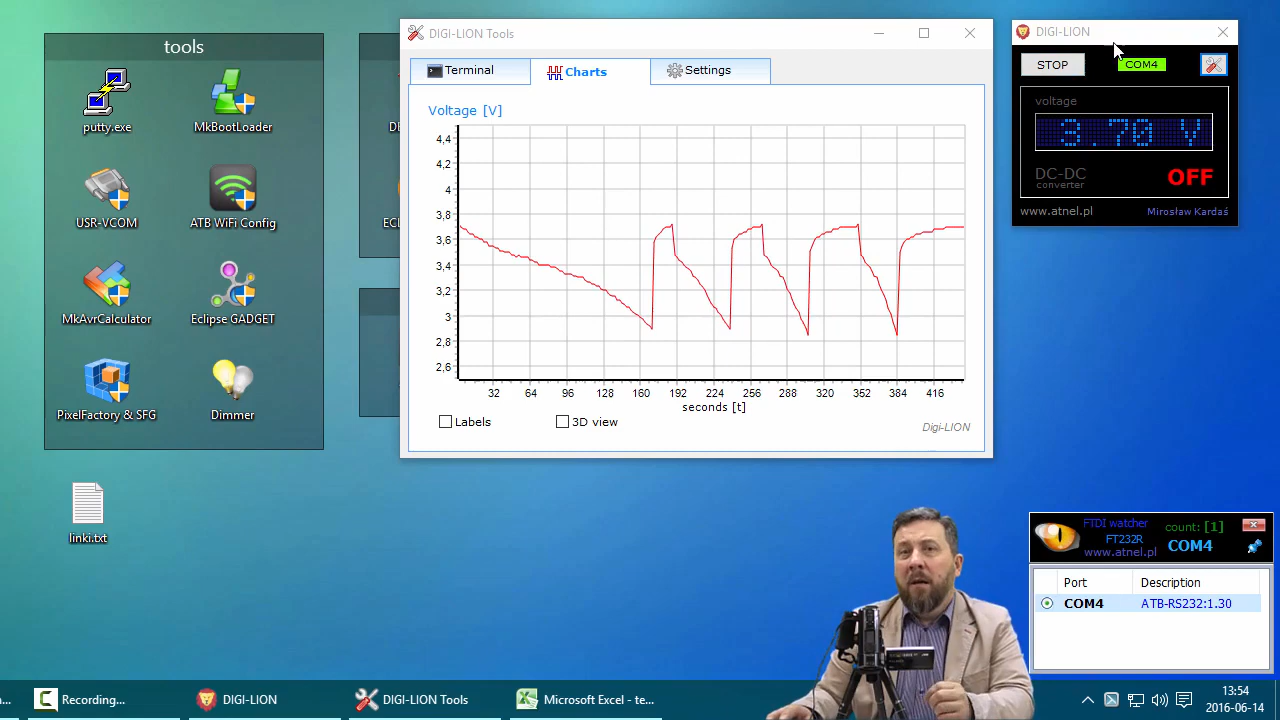 tools
putty.exe
MkBootLoader
USR-VCOM
ATB WiFi Config
MkAvrCalculator
Eclipse GADGET
PixelFactory & SFG
Dimmer
linki.txt
DIGI-LION Tools
Terminal
Charts
Settings
Voltage [V]
4,4
4,2
4
3,8
3,6
3,4
3,2
3
2,8
2,6
32 64 96 128 160 192 224 256 288 320 352 384 416
seconds [t]
Labels
3D view
Digi-LION
DIGI-LION
STOP
COM4
voltage
3.70 V
DC-DC
converter
OFF
www.atnel.pl
Mirosław Kardaś
FTDI watcher
FT232R
www.atnel.pl
count: [1]
COM4
Port Description
COM4 ATB-RS232:1.30
Recording...
DIGI-LION
DIGI-LION Tools
Microsoft Excel - te...
13:54
2016-06-14